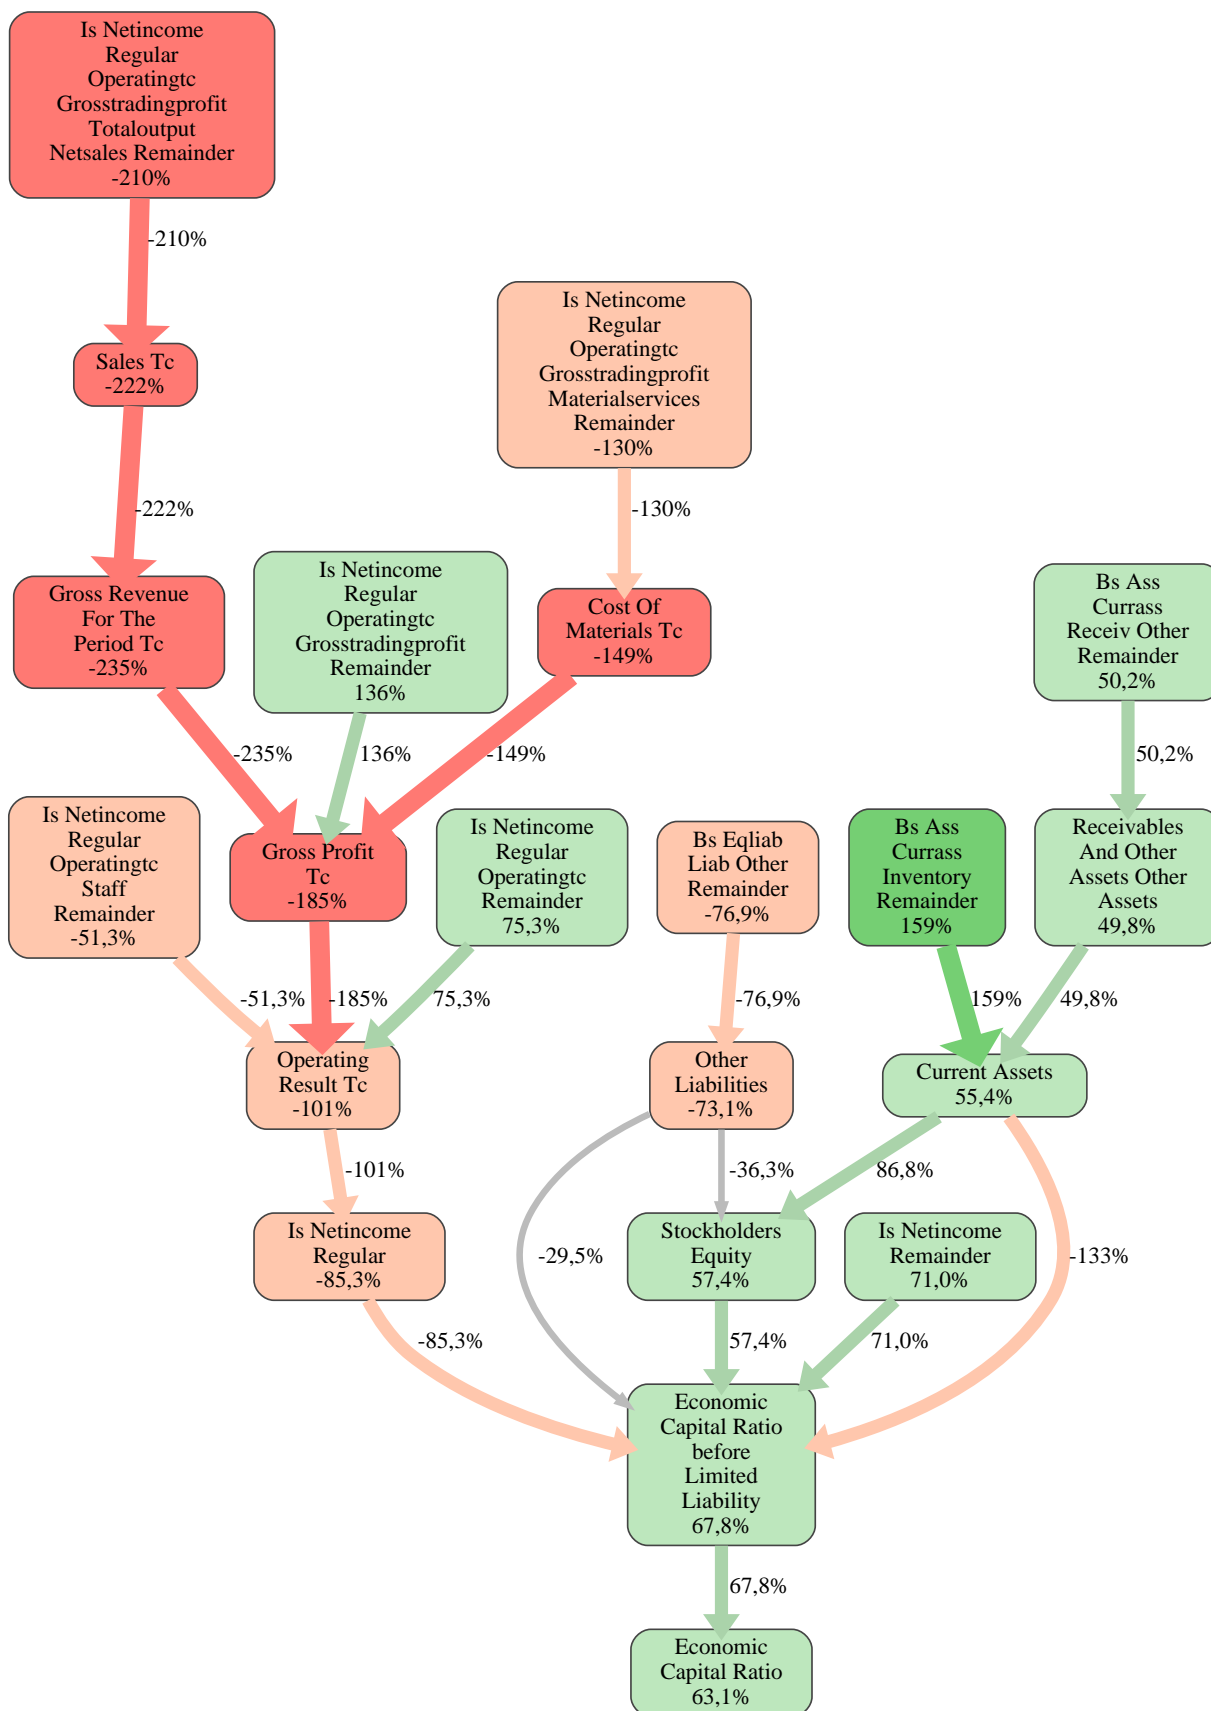 Is Netincome
Regular
Operatingtc
Grosstradingprofit
Totaloutput
Netsales Remainder
-210%
-210%
Sales Tc
-222%
Is Netincome
Regular
Operatingtc
Grosstradingprofit
Materialservices
Remainder
-130%
-222%
-130%
Gross Revenue
For The
Period Tc
-235%
Is Netincome
Regular
Operatingtc
Grosstradingprofit
Remainder
136%
Cost Of
Materials Tc
-149%
Bs Ass
Currass
Receiv Other
Remainder
50,2%
-235%
136%
-149%
50,2%
Is Netincome
Regular
Operatingtc
Staff
Remainder
-51,3%
Gross Profit
Tc
-185%
Is Netincome
Regular
Operatingtc
Remainder
75,3%
Bs Eqliab
Liab Other
Remainder
-76,9%
Bs Ass
Currass
Inventory
Remainder
159%
Receivables
And Other
Assets Other
Assets
49,8%
-51,3%
-185%
75,3%
-76,9%
159%
49,8%
Operating
Result Tc
-101%
Other
Liabilities
-73,1%
Current Assets
55,4%
-101%
-36,3%
86,8%
Is Netincome
Regular
-85,3%
-29,5%
Stockholders
Equity
57,4%
Is Netincome
Remainder
71,0%
-133%
-85,3%
57,4%
71,0%
Economic
Capital Ratio
before
Limited
Liability
67,8%
67,8%
Economic
Capital Ratio
63,1%